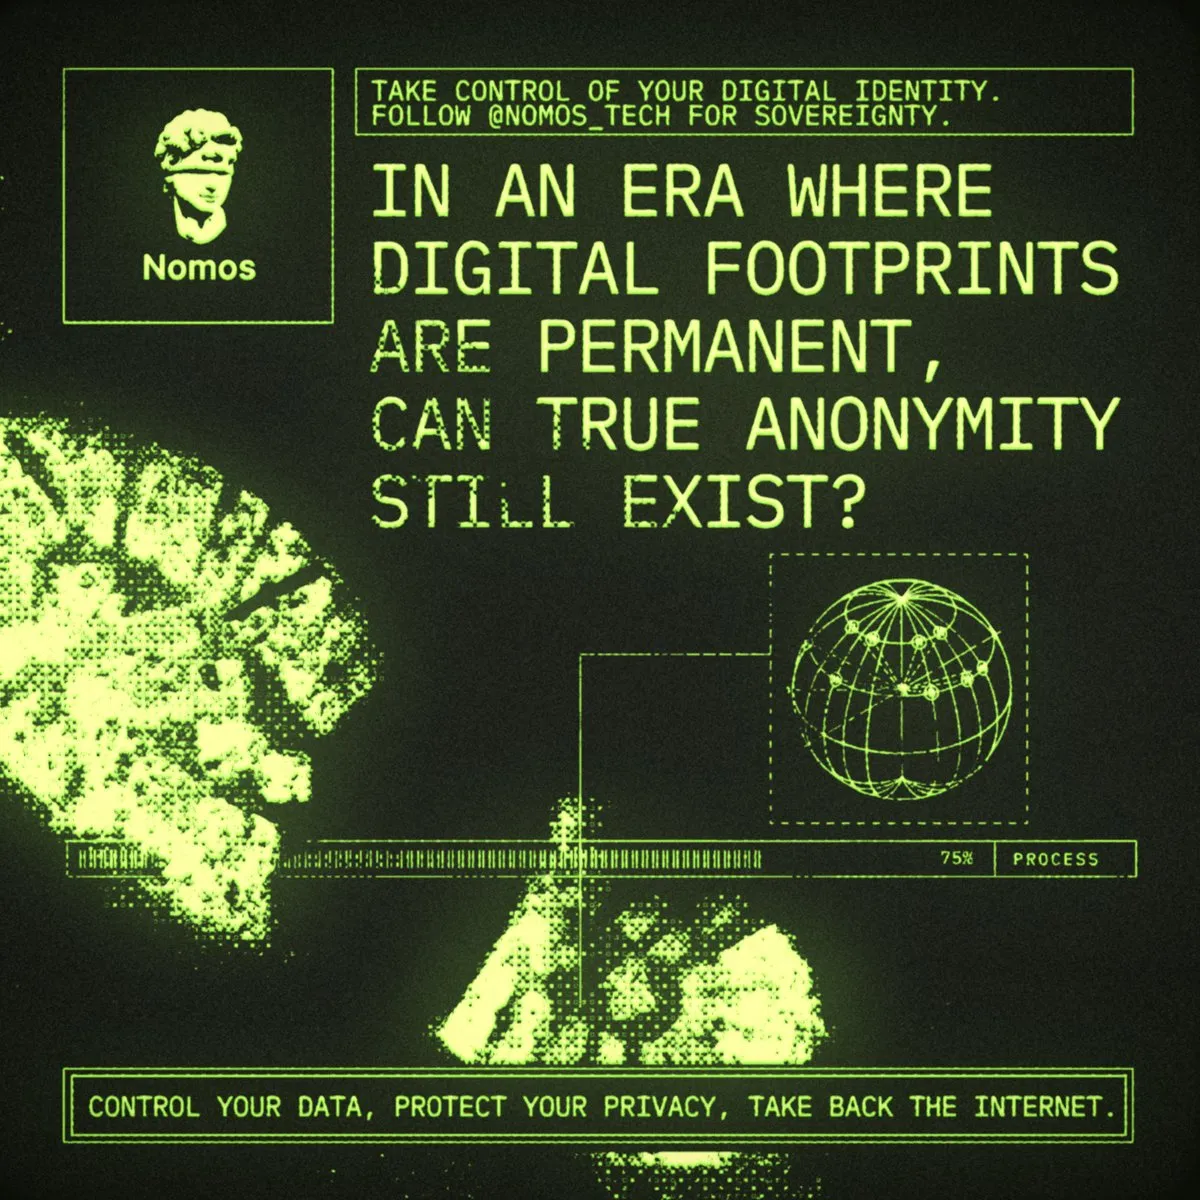 Nomos
TAKE CONTROL OF YOUR DIGITAL IDENTITY.
FOLLOW @NOMOS_TECH FOR SOVEREIGNTY.
IN AN ERA WHERE
DIGITAL FOOTPRINTS
ARE PERMANENT,
CAN TRUE ANONYMITY
STILL EXIST?
75% PROCESS
CONTROL YOUR DATA, PROTECT YOUR PRIVACY, TAKE BACK THE INTERNET.